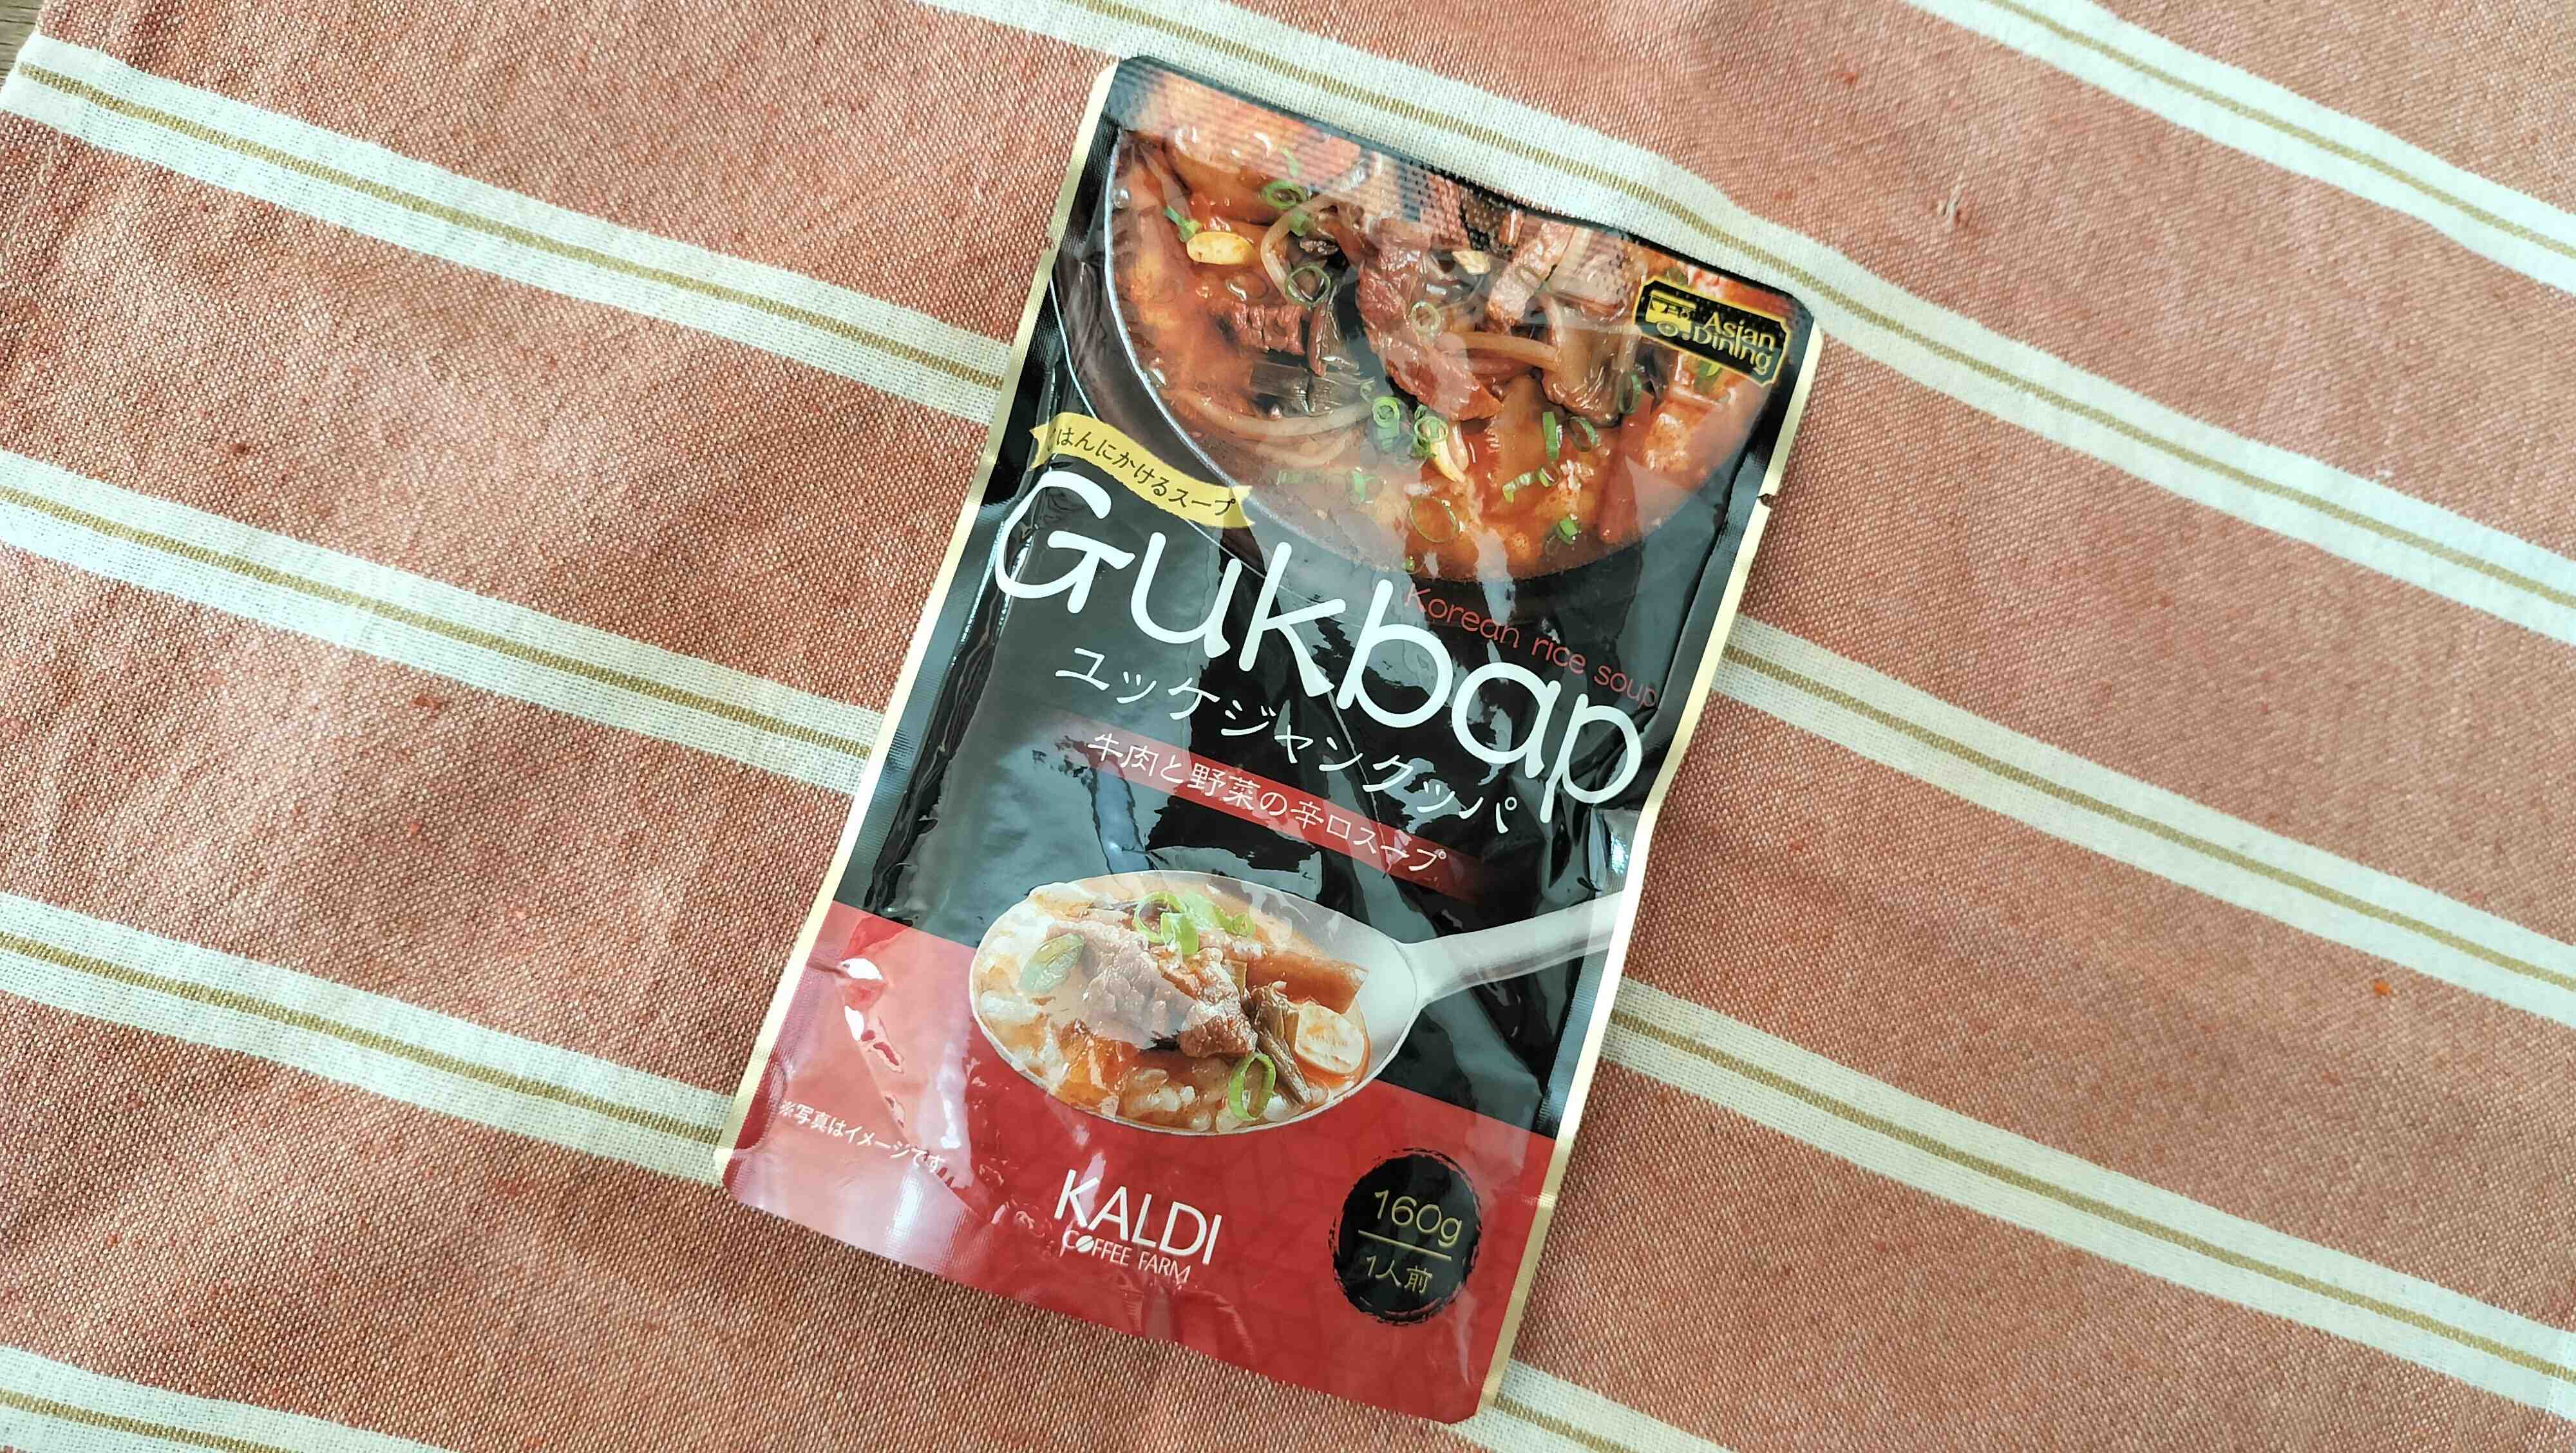 Asian
Dining
ごはんにかけるスープ
Gukbap
Korean rice soup
ユッケジャンクッパ
牛肉と野菜の辛口スープ
※写真はイメージです
KALDI
COFFEE FARM
160g
1人前